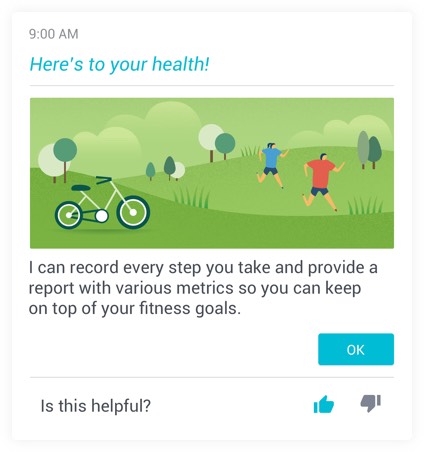 9:00 AM
Here's to your health!
I can record every step you take and provide a
report with various metrics so you can keep
on top of your fitness goals.
OK
Is this helpful?